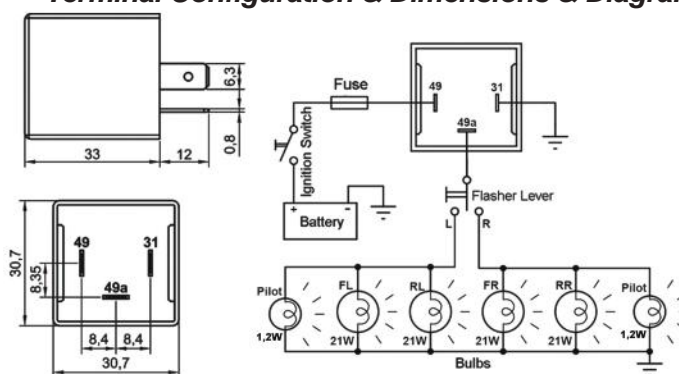 Terminal Configuration & Dimensions & Diagram
6,3
0,8
33
12
49
31
49a
30,7
8,35
8,4
8,4
30,7
Fuse
49
31
49a
Ignition Switch
+
-
Battery
Flasher Lever
L
R
Pilot
FL
RL
FR
RR
Pilot
1,2W
21W
21W
21W
21W
1,2W
Bulbs